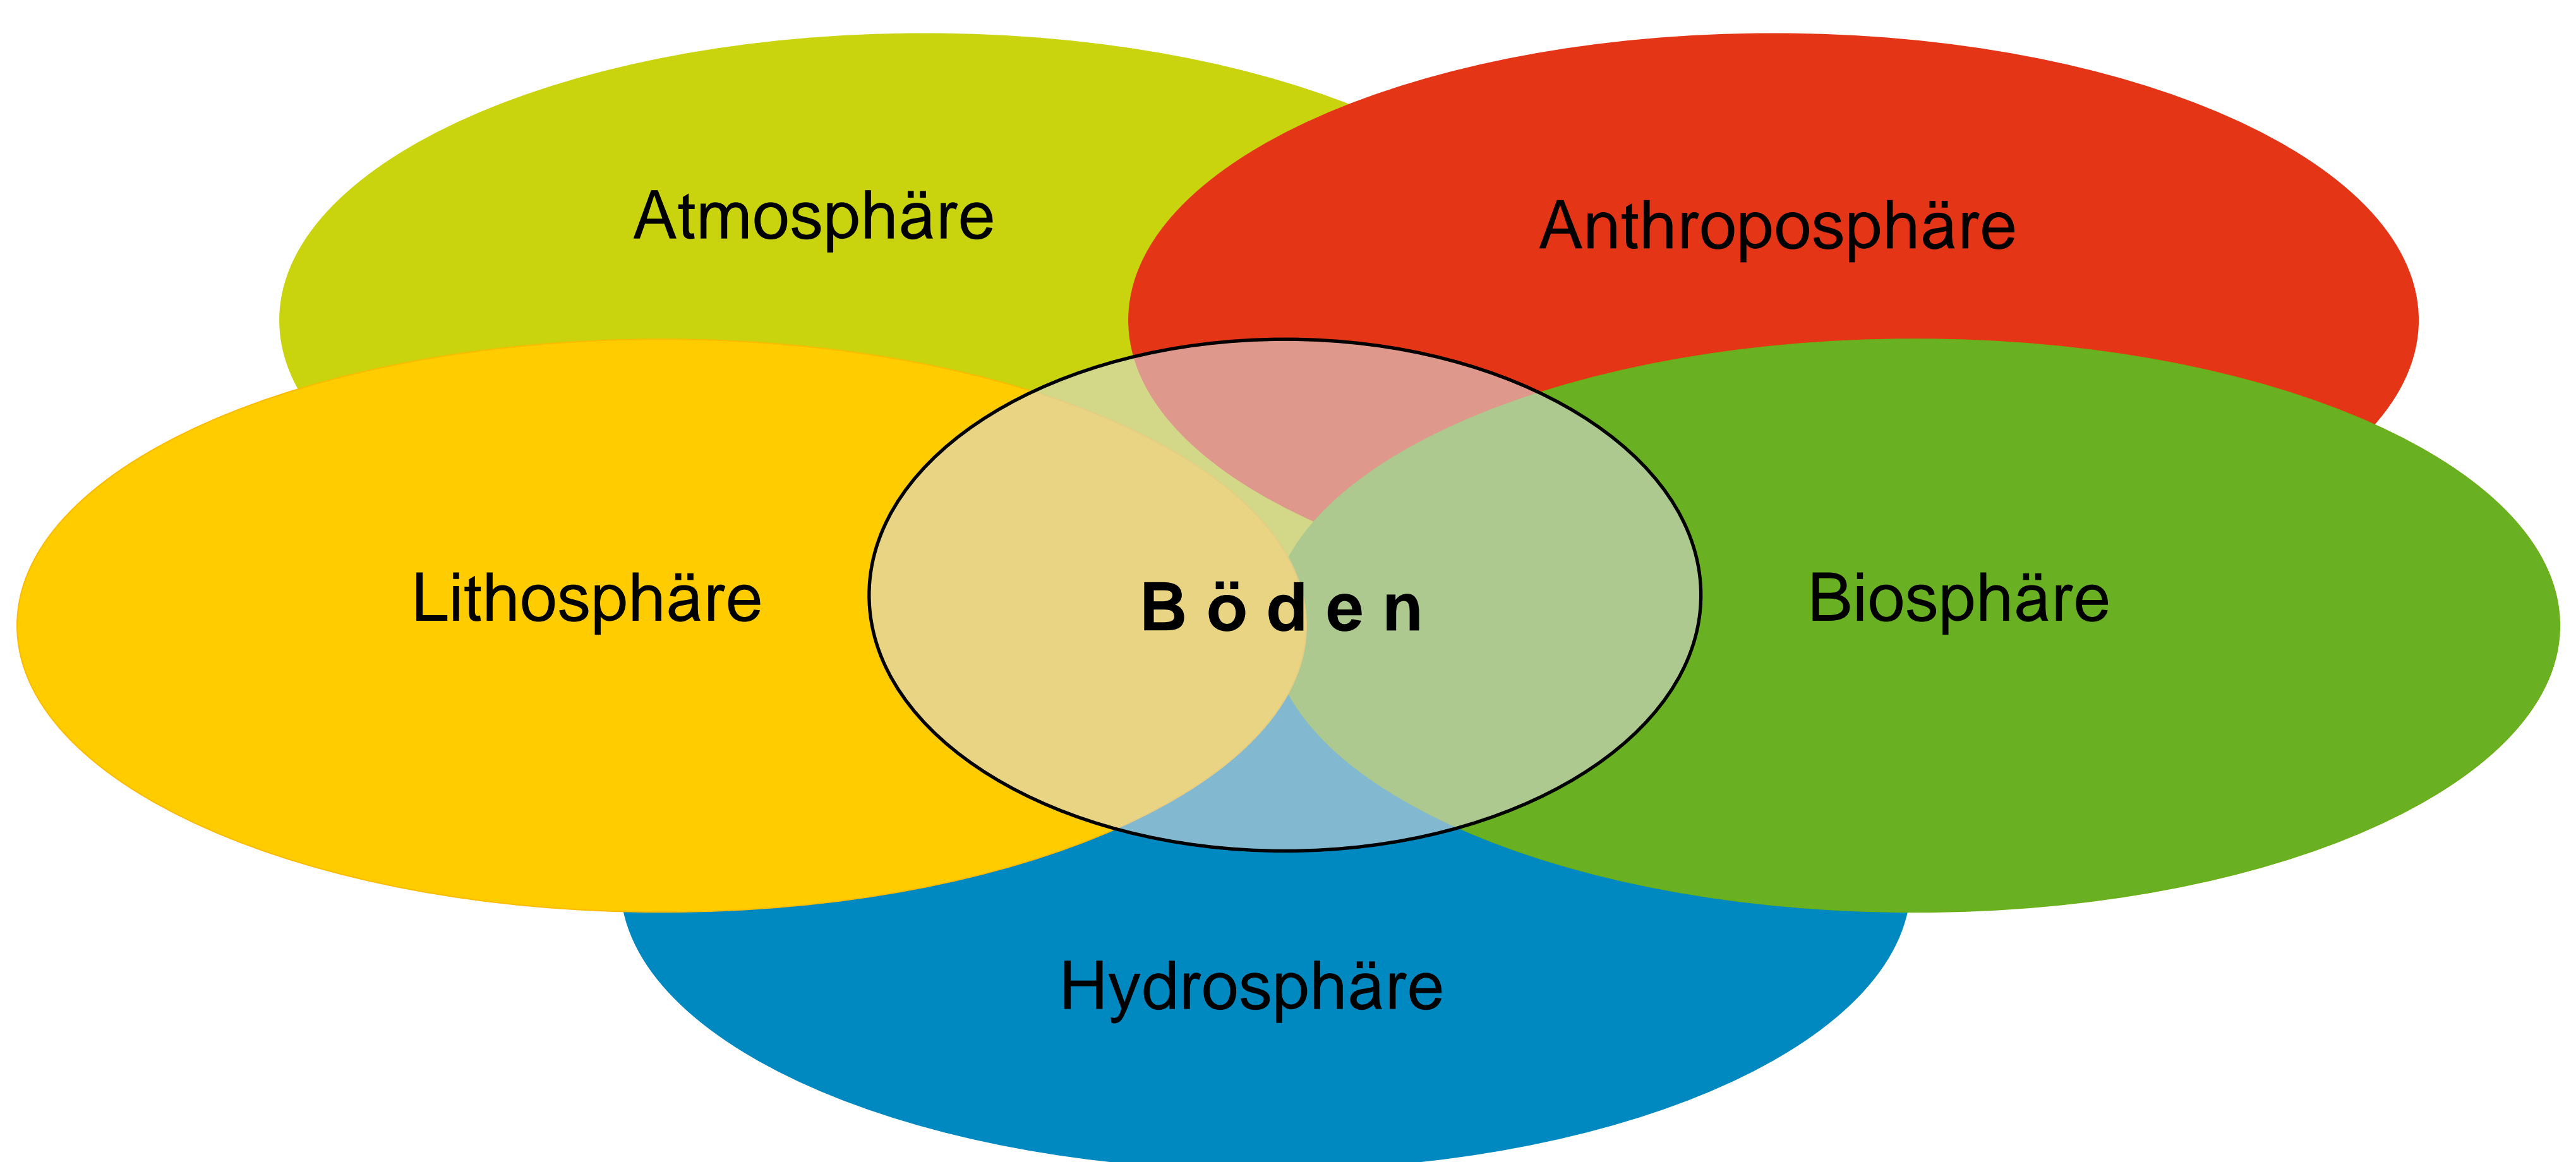 Atmosphäre
Anthroposphäre
Lithosphäre
B ö d e n
Biosphäre
Hydrosphäre